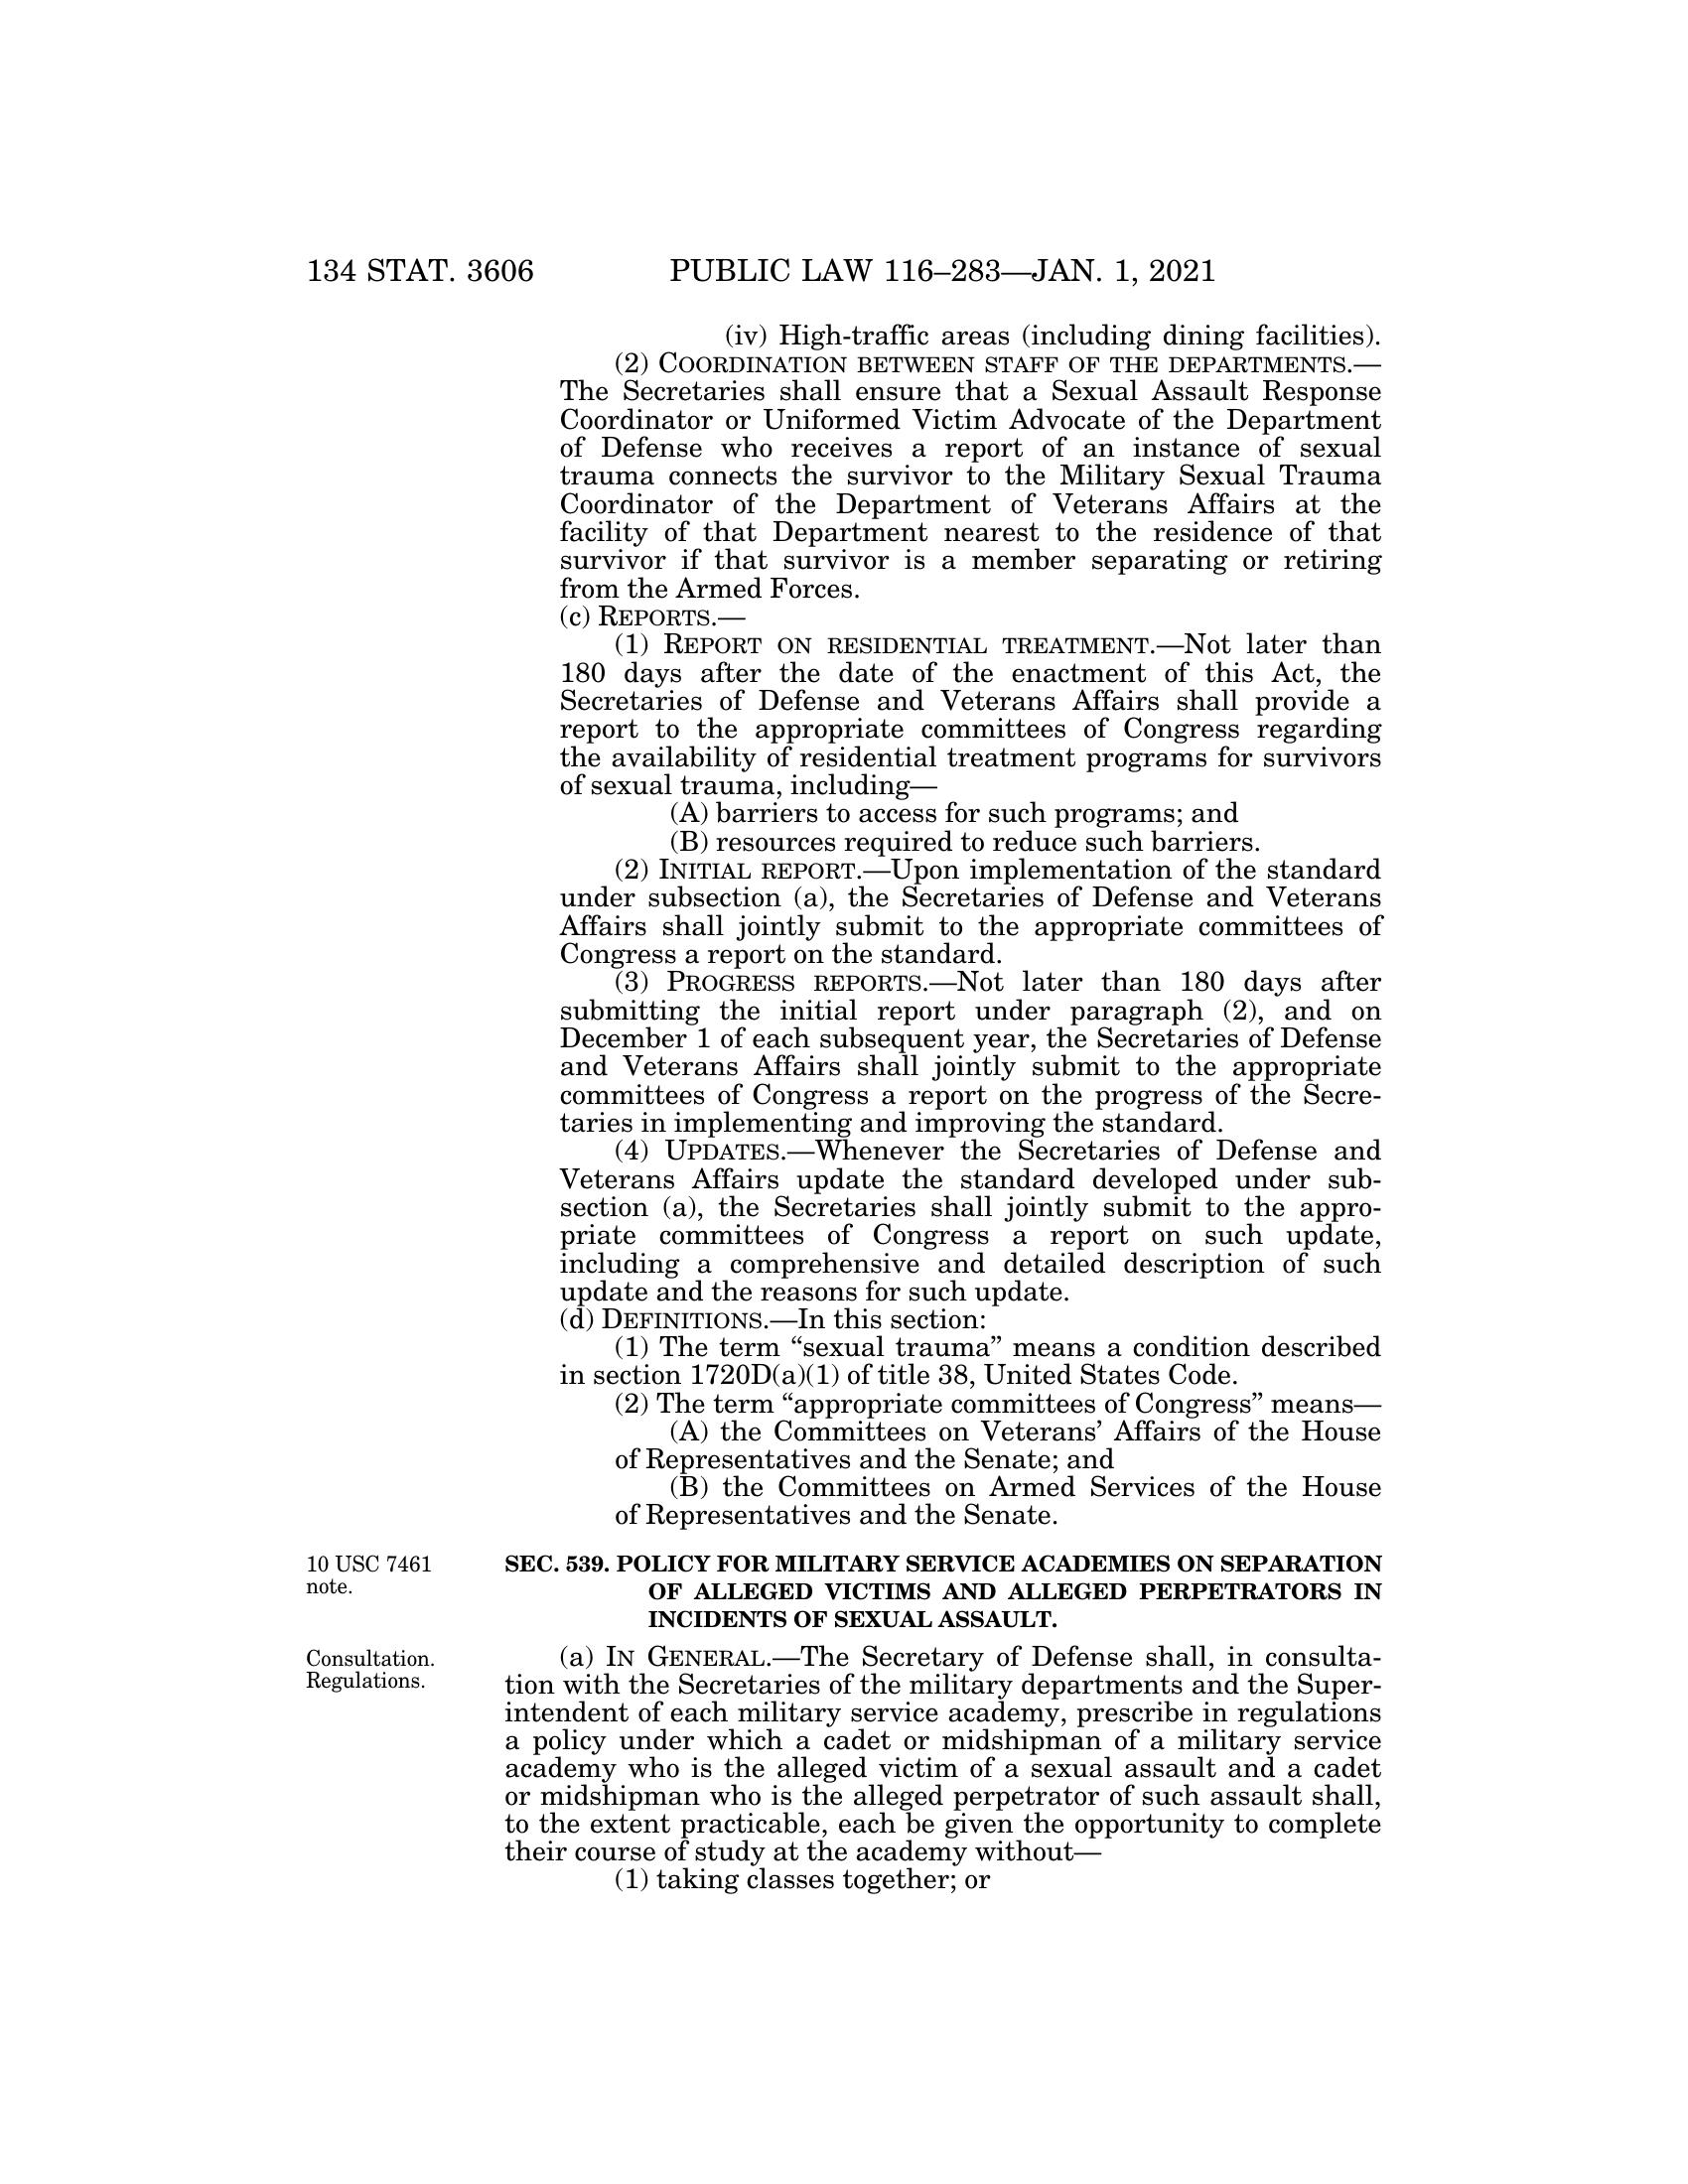 134 STAT. 3606 PUBLIC LAW 116–283—JAN. 1, 2021
(iv) High-traffic areas (including dining facilities).
(2) COORDINATION BETWEEN STAFF OF THE DEPARTMENTS.—
The Secretaries shall ensure that a Sexual Assault Response
Coordinator or Uniformed Victim Advocate of the Department
of Defense who receives a report of an instance of sexual
trauma connects the survivor to the Military Sexual Trauma
Coordinator of the Department of Veterans Affairs at the
facility of that Department nearest to the residence of that
survivor if that survivor is a member separating or retiring
from the Armed Forces.
(c) REPORTS.—
(1) REPORT ON RESIDENTIAL TREATMENT.—Not later than
180 days after the date of the enactment of this Act, the
Secretaries of Defense and Veterans Affairs shall provide a
report to the appropriate committees of Congress regarding
the availability of residential treatment programs for survivors
of sexual trauma, including—
(A) barriers to access for such programs; and
(B) resources required to reduce such barriers.
(2) INITIAL REPORT.—Upon implementation of the standard
under subsection (a), the Secretaries of Defense and Veterans
Affairs shall jointly submit to the appropriate committees of
Congress a report on the standard.
(3) PROGRESS REPORTS.—Not later than 180 days after
submitting the initial report under paragraph (2), and on
December 1 of each subsequent year, the Secretaries of Defense
and Veterans Affairs shall jointly submit to the appropriate
committees of Congress a report on the progress of the Secre-
taries in implementing and improving the standard.
(4) UPDATES.—Whenever the Secretaries of Defense and
Veterans Affairs update the standard developed under sub-
section (a), the Secretaries shall jointly submit to the appro-
priate committees of Congress a report on such update,
including a comprehensive and detailed description of such
update and the reasons for such update.
(d) DEFINITIONS.—In this section:
(1) The term “sexual trauma” means a condition described
in section 1720D(a)(1) of title 38, United States Code.
(2) The term “appropriate committees of Congress” means—
(A) the Committees on Veterans’ Affairs of the House
of Representatives and the Senate; and
(B) the Committees on Armed Services of the House
of Representatives and the Senate.
10 USC 7461
note.
SEC. 539. POLICY FOR MILITARY SERVICE ACADEMIES ON SEPARATION
OF ALLEGED VICTIMS AND ALLEGED PERPETRATORS IN
INCIDENTS OF SEXUAL ASSAULT.
Consultation.
Regulations.
(a) IN GENERAL.—The Secretary of Defense shall, in consulta-
tion with the Secretaries of the military departments and the Super-
intendent of each military service academy, prescribe in regulations
a policy under which a cadet or midshipman of a military service
academy who is the alleged victim of a sexual assault and a cadet
or midshipman who is the alleged perpetrator of such assault shall,
to the extent practicable, each be given the opportunity to complete
their course of study at the academy without—
(1) taking classes together; or